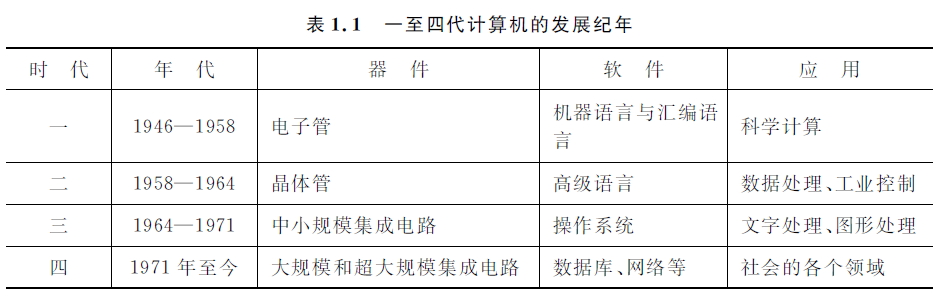 表1.1 一至四代计算机的发展纪年
时 代 年 代 器 件 软 件 应 用
一 1946—1958 电子管 机器语言与汇编语言 科学计算
二 1958—1964 晶体管 高级语言 数据处理、工业控制
三 1964—1971 中小规模集成电路 操作系统 文字处理、图形处理
四 1971年至今 大规模和超大规模集成电路 数据库、网络等 社会的各个领域